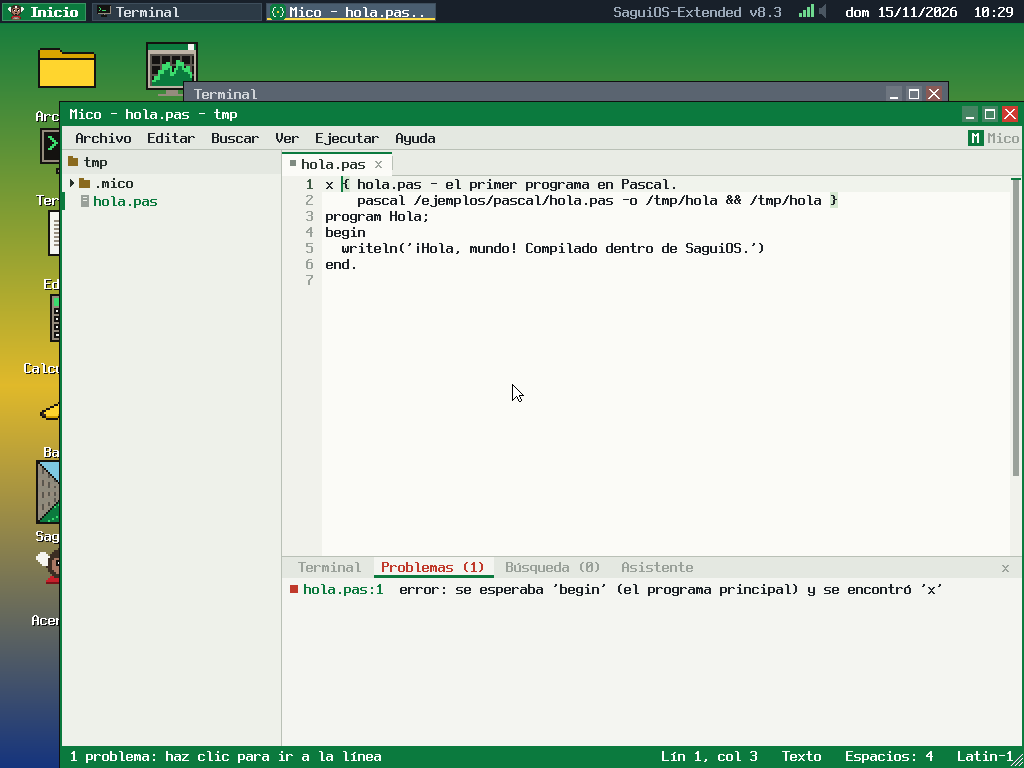 Inicio
Terminal
Mico - hola.pas..
SaguiOS-Extended v8.3
dom 15/11/2026 10:29
Terminal
Mico - hola.pas - tmp
Archivo Editar Buscar Ver Ejecutar Ayuda
M Mico
tmp
.mico
hola.pas
hola.pas x
1 x { hola.pas - el primer programa en Pascal.
2 pascal /ejemplos/pascal/hola.pas -o /tmp/hola && /tmp/hola }
3 program Hola;
4 begin
5 writeln('¡Hola, mundo! Compilado dentro de SaguiOS.')
6 end.
7
Terminal Problemas (1) Búsqueda (0) Asistente x
hola.pas:1 error: se esperaba 'begin' (el programa principal) y se encontró 'x'
1 problema: haz clic para ir a la línea
Lín 1, col 3 Texto Espacios: 4 Latin-1